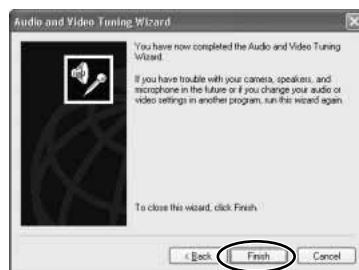 Audio and Video Tuning Wizard
You have now completed the Audio and Video Tuning
Wizard.
If you have trouble with your camera, speakers, and
microphone in the future or if you change your audio or
video settings in another program, run this wizard again.
To close this wizard, click Finish.
< Back
Finish
Cancel